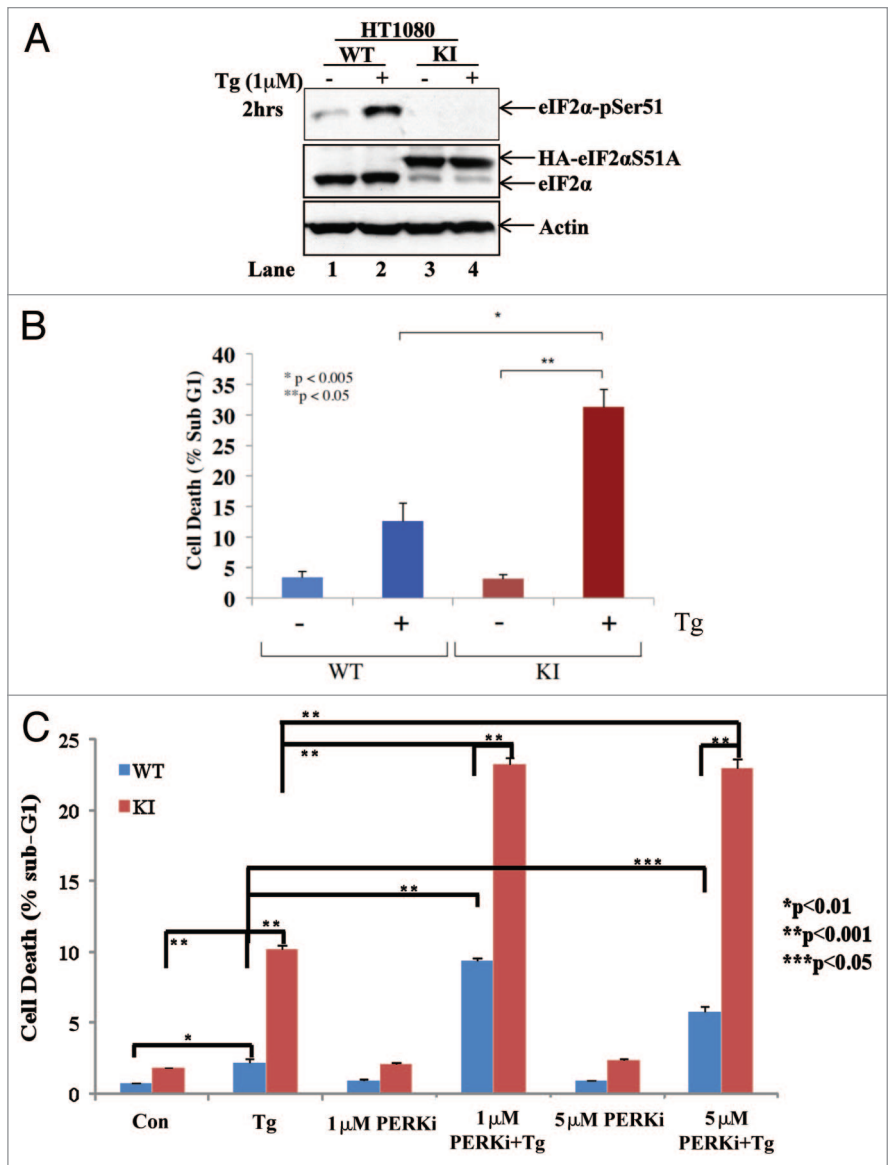 A
HT1080
WT KI
Tg (1μM) - + - +
2hrs
eIF2α-pSer51
HA-eIF2αS51A
eIF2α
Actin
Lane 1 2 3 4
B
Cell Death (% Sub G1)
40
35
30
25
20
15
10
5
0
* p < 0.005
**p < 0.05
*
**
- + - + Tg
WT KI
C
Cell Death (% sub-G1)
25
20
15
10
5
0
WT
KI
**
**
**
**
***
**
**
**
*
*p<0.01
**p<0.001
***p<0.05
Con Tg 1μM PERKi 1μM PERKi+Tg 5μM PERKi 5μM PERKi+Tg